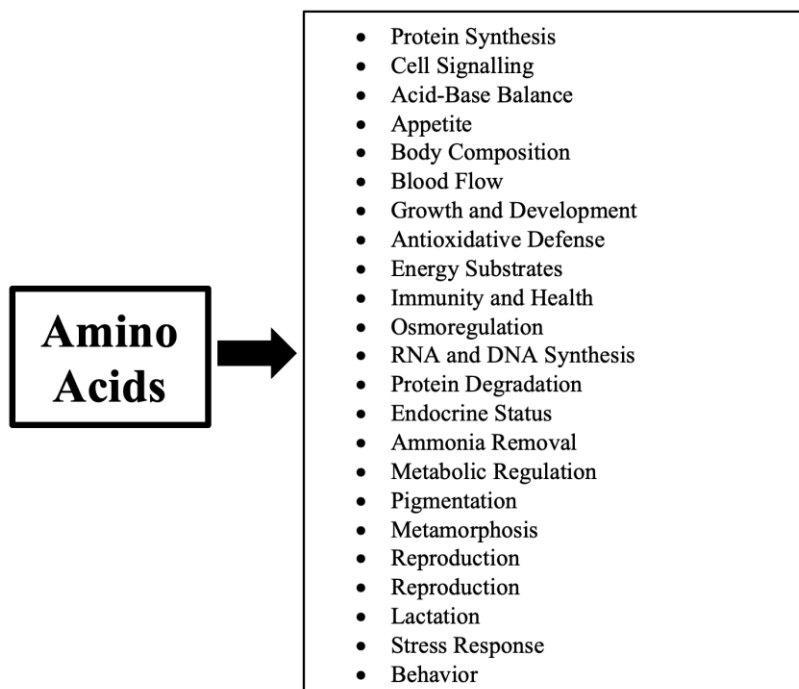 Amino
Acids
• Protein Synthesis
• Cell Signalling
• Acid-Base Balance
• Appetite
• Body Composition
• Blood Flow
• Growth and Development
• Antioxidative Defense
• Energy Substrates
• Immunity and Health
• Osmoregulation
• RNA and DNA Synthesis
• Protein Degradation
• Endocrine Status
• Ammonia Removal
• Metabolic Regulation
• Pigmentation
• Metamorphosis
• Reproduction
• Reproduction
• Lactation
• Stress Response
• Behavior